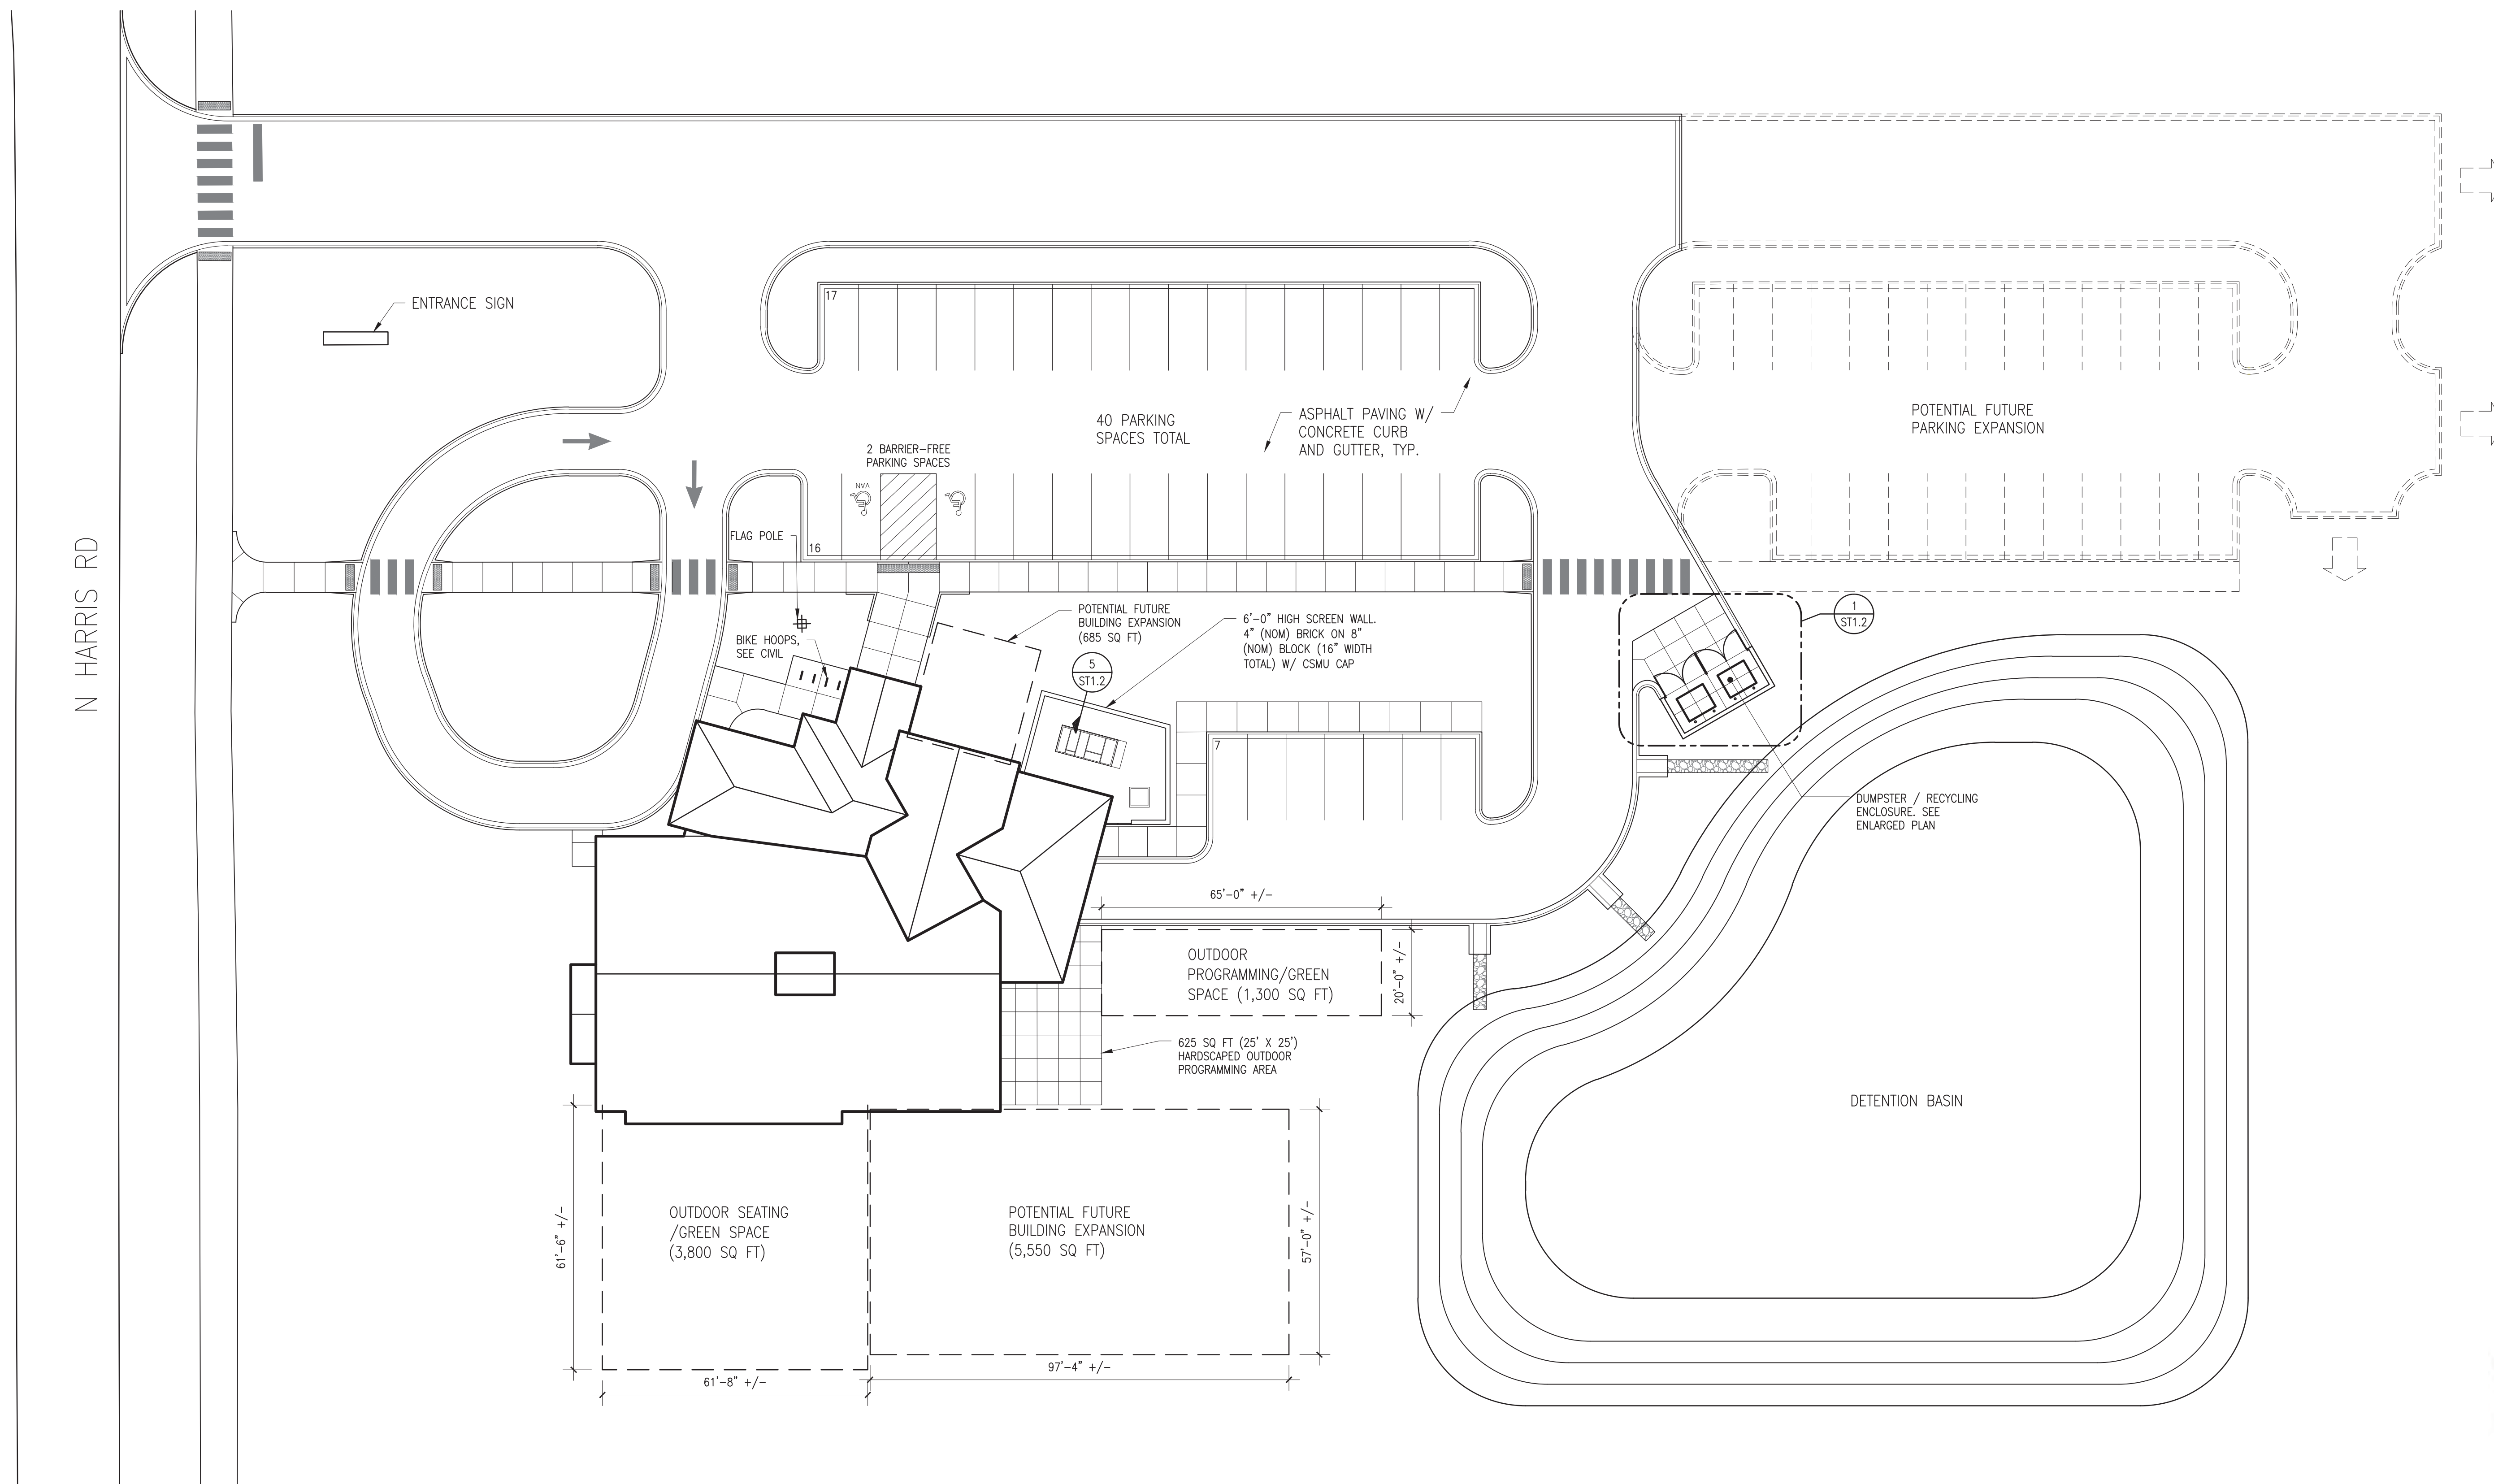 N HARRIS RD
ENTRANCE SIGN
17
40 PARKING
SPACES TOTAL
ASPHALT PAVING W/
CONCRETE CURB
AND GUTTER, TYP.
POTENTIAL FUTURE
PARKING EXPANSION
2 BARRIER-FREE
PARKING SPACES
VAN
FLAG POLE
16
BIKE HOOPS,
SEE CIVIL
POTENTIAL FUTURE
BUILDING EXPANSION
(685 SQ FT)
5
ST1.2
6'-0" HIGH SCREEN WALL.
4" (NOM) BRICK ON 8"
(NOM) BLOCK (16" WIDTH
TOTAL) W/ CSMU CAP
1
ST1.2
7
DUMPSTER / RECYCLING
ENCLOSURE. SEE
ENLARGED PLAN
65'-0" +/-
OUTDOOR
PROGRAMMING/GREEN
SPACE (1,300 SQ FT)
20'-0" +/-
625 SQ FT (25' X 25')
HARDSCAPED OUTDOOR
PROGRAMMING AREA
DETENTION BASIN
61'-6" +/-
OUTDOOR SEATING
/GREEN SPACE
(3,800 SQ FT)
POTENTIAL FUTURE
BUILDING EXPANSION
(5,550 SQ FT)
57'-0" +/-
97'-4" +/-
61'-8" +/-